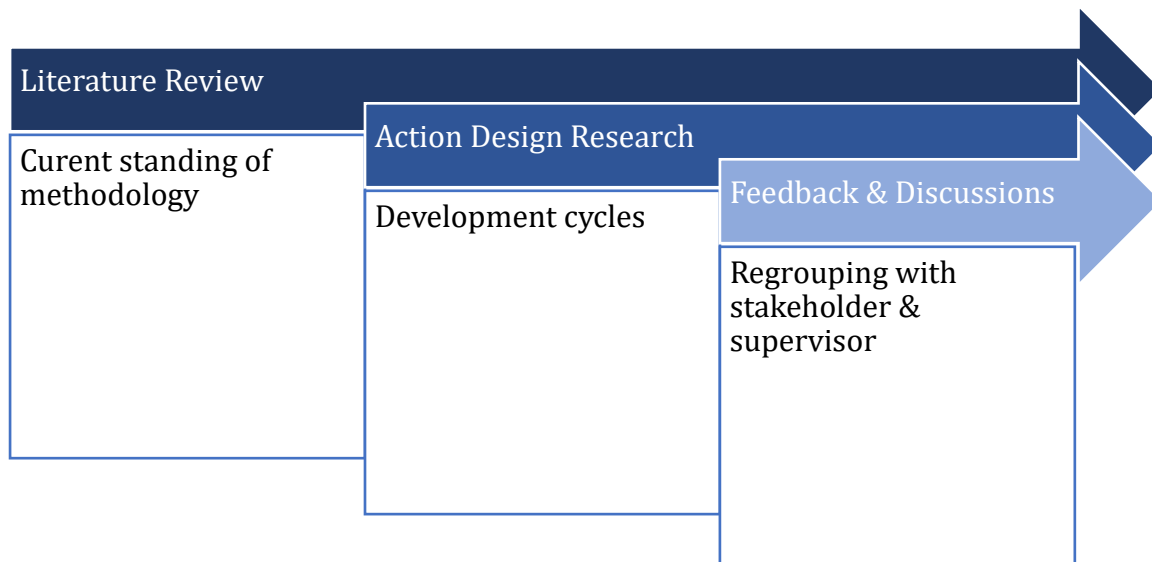 Literature Review
Curent standing of
methodology
Action Design Research
Development cycles
Feedback & Discussions
Regrouping with
stakeholder &
supervisor